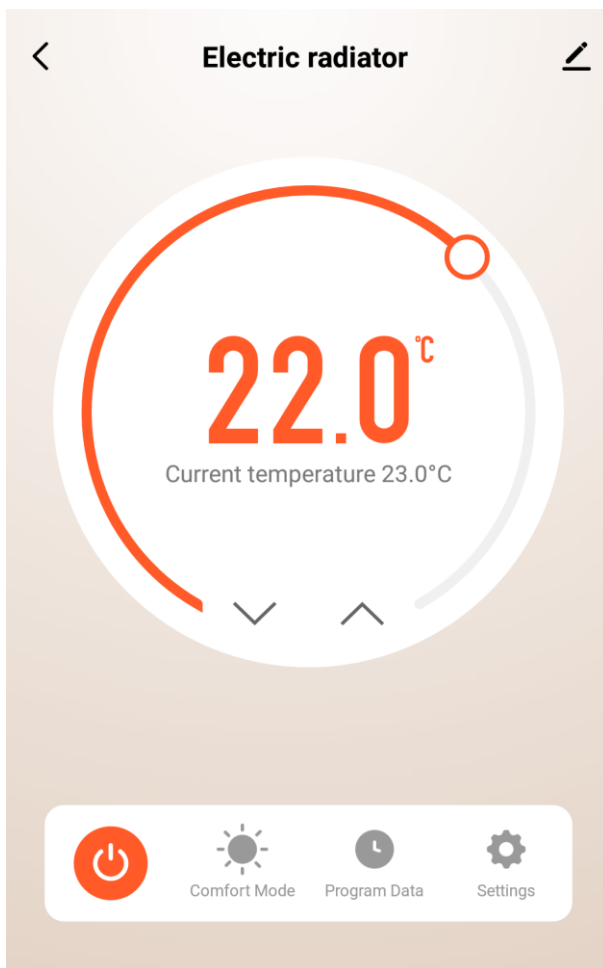 Electric radiator
22.0°C
Current temperature 23.0°C
Comfort Mode Program Data Settings